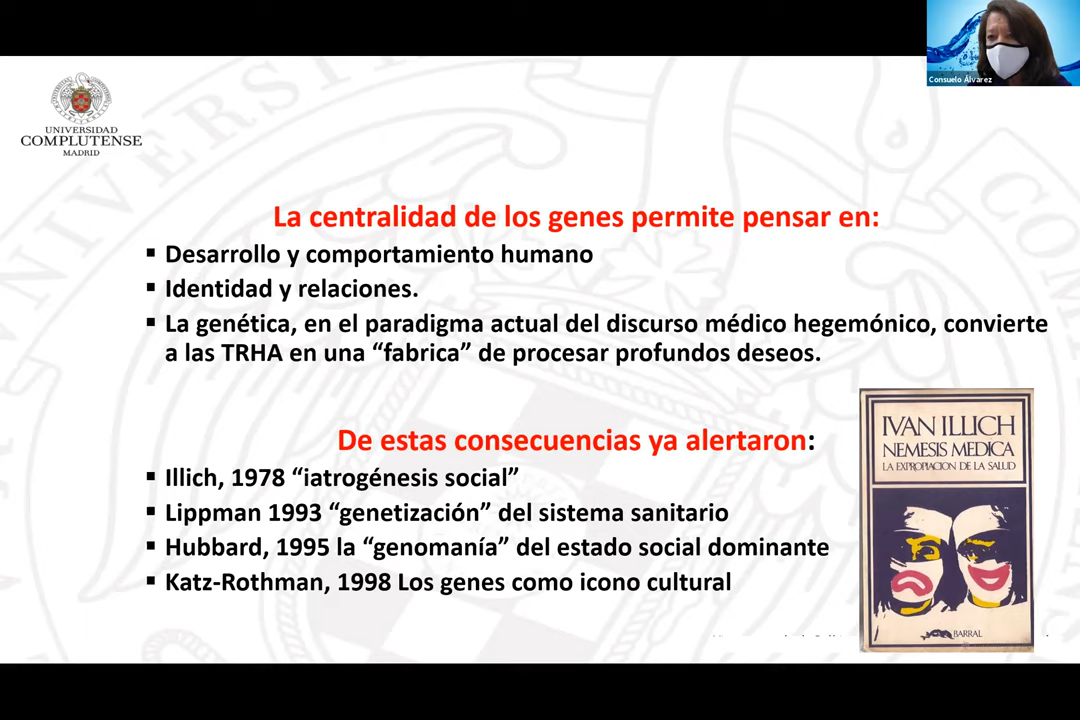 Consuelo Álvarez
UNIVERSIDAD
COMPLUTENSE
MADRID
La centralidad de los genes permite pensar en:
▪ Desarrollo y comportamiento humano
▪ Identidad y relaciones.
▪ La genética, en el paradigma actual del discurso médico hegemónico, convierte
a las TRHA en una “fabrica” de procesar profundos deseos.
De estas consecuencias ya alertaron:
▪ Illich, 1978 “iatrogénesis social”
▪ Lippman 1993 “genetización” del sistema sanitario
▪ Hubbard, 1995 la “genomanía” del estado social dominante
▪ Katz-Rothman, 1998 Los genes como icono cultural
IVAN ILLICH
NEMESIS MEDICA
LA EXPROPIACION DE LA SALUD
BARRAL